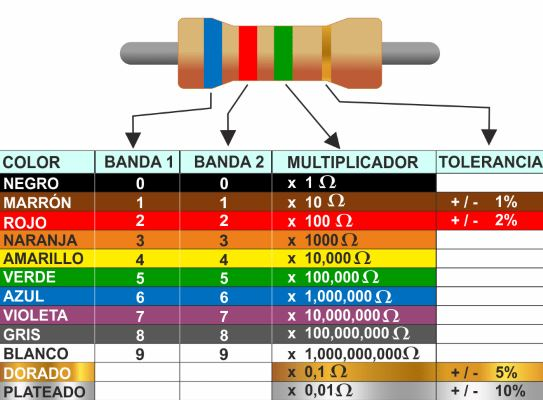 COLOR BANDA 1 BANDA 2 MULTIPLICADOR TOLERANCIA
NEGRO 0 0 x 1 Ω
MARRÓN 1 1 x 10 Ω + / - 1%
ROJO 2 2 x 100 Ω + / - 2%
NARANJA 3 3 x 1000 Ω
AMARILLO 4 4 x 10,000 Ω
VERDE 5 5 x 100,000 Ω
AZUL 6 6 x 1,000,000 Ω
VIOLETA 7 7 x 10,000,000 Ω
GRIS 8 8 x 100,000,000 Ω
BLANCO 9 9 x 1,000,000,000Ω
DORADO x 0,1 Ω + / - 5%
PLATEADO x 0,01Ω + / - 10%